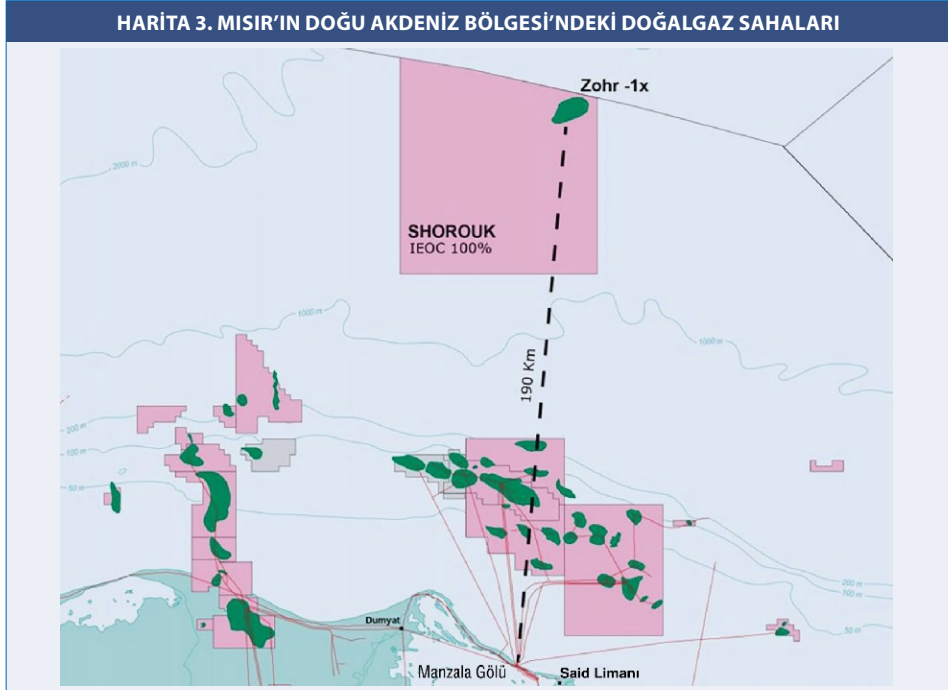 HARİTA 3. MISIR'IN DOĞU AKDENİZ BÖLGESİ'NDEKİ DOĞALGAZ SAHALARI
Zohr -1x
2000 m
SHOROUK
IEOC 100%
1000 m
1000 m
190 Km
200 m
100 m
50 m
200 m
100 m
50 m
Dumyat
Manzala Gölü
Said Limanı